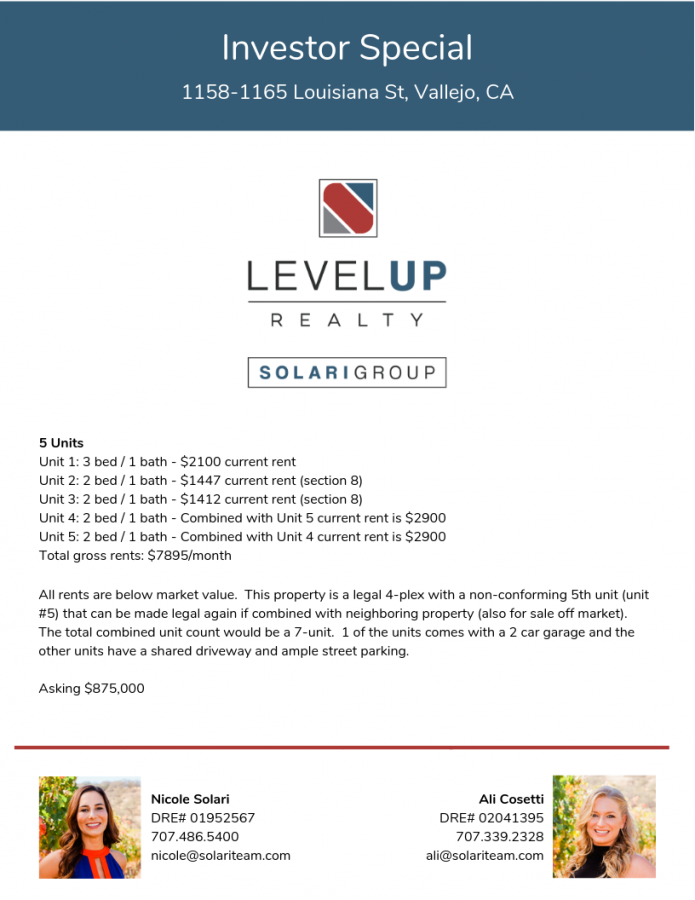 Investor Special
1158-1165 Louisiana St, Vallejo, CA
LEVELUP
REALTY
SOLARIGROUP
5 Units
Unit 1: 3 bed / 1 bath - $2100 current rent
Unit 2: 2 bed / 1 bath - $1447 current rent (section 8)
Unit 3: 2 bed / 1 bath - $1412 current rent (section 8)
Unit 4: 2 bed / 1 bath - Combined with Unit 5 current rent is $2900
Unit 5: 2 bed / 1 bath - Combined with Unit 4 current rent is $2900
Total gross rents: $7895/month
All rents are below market value. This property is a legal 4-plex with a non-conforming 5th unit (unit
#5) that can be made legal again if combined with neighboring property (also for sale off market).
The total combined unit count would be a 7-unit. 1 of the units comes with a 2 car garage and the
other units have a shared driveway and ample street parking.
Asking $875,000
Nicole Solari
DRE# 01952567
707.486.5400
nicole@solariteam.com
Ali Cosetti
DRE# 02041395
707.339.2328
ali@solariteam.com